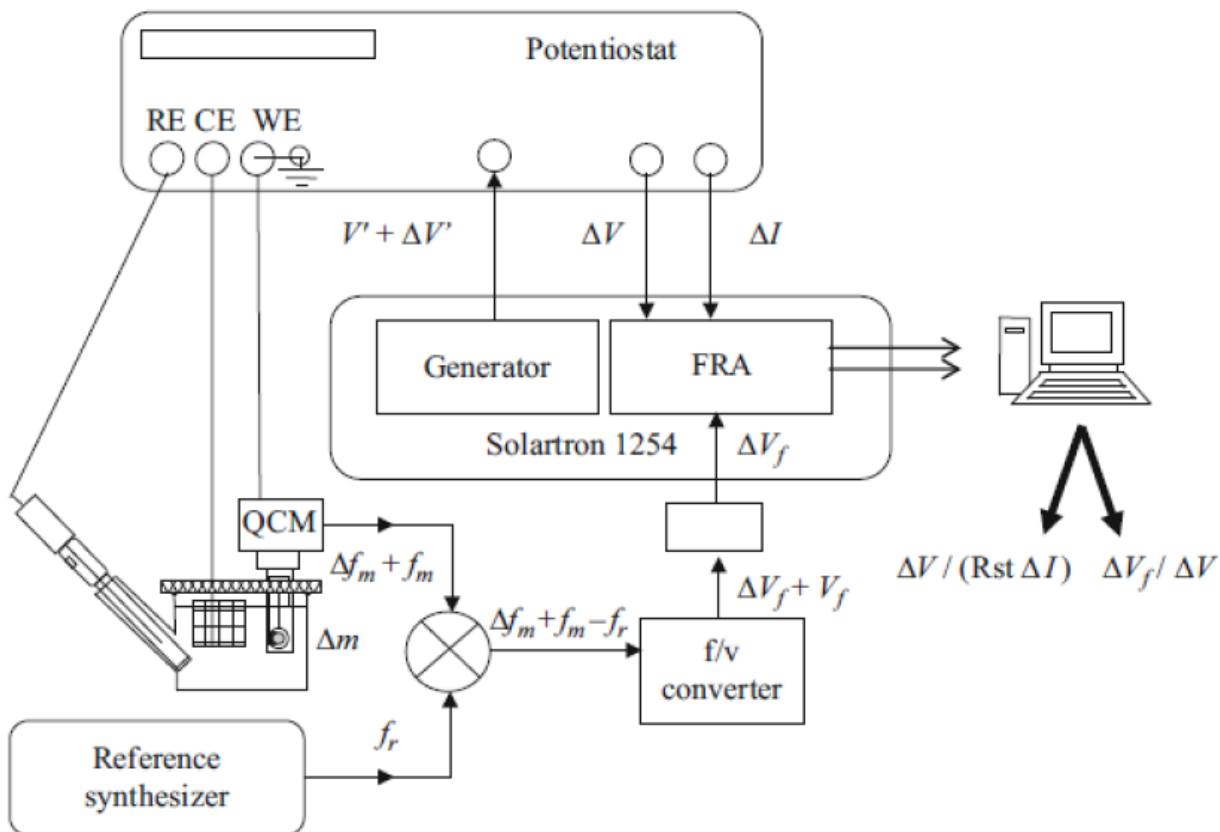 Potentiostat
RE CE WE
V' + ΔV'
ΔV
ΔI
Generator
FRA
Solartron 1254
ΔV_f
QCM
Δf_m + f_m
ΔV / (Rst ΔI)
ΔV_f / ΔV
ΔV_f + V_f
Δm
Δf_m+f_m–f_r
f/v
converter
f_r
Reference
synthesizer